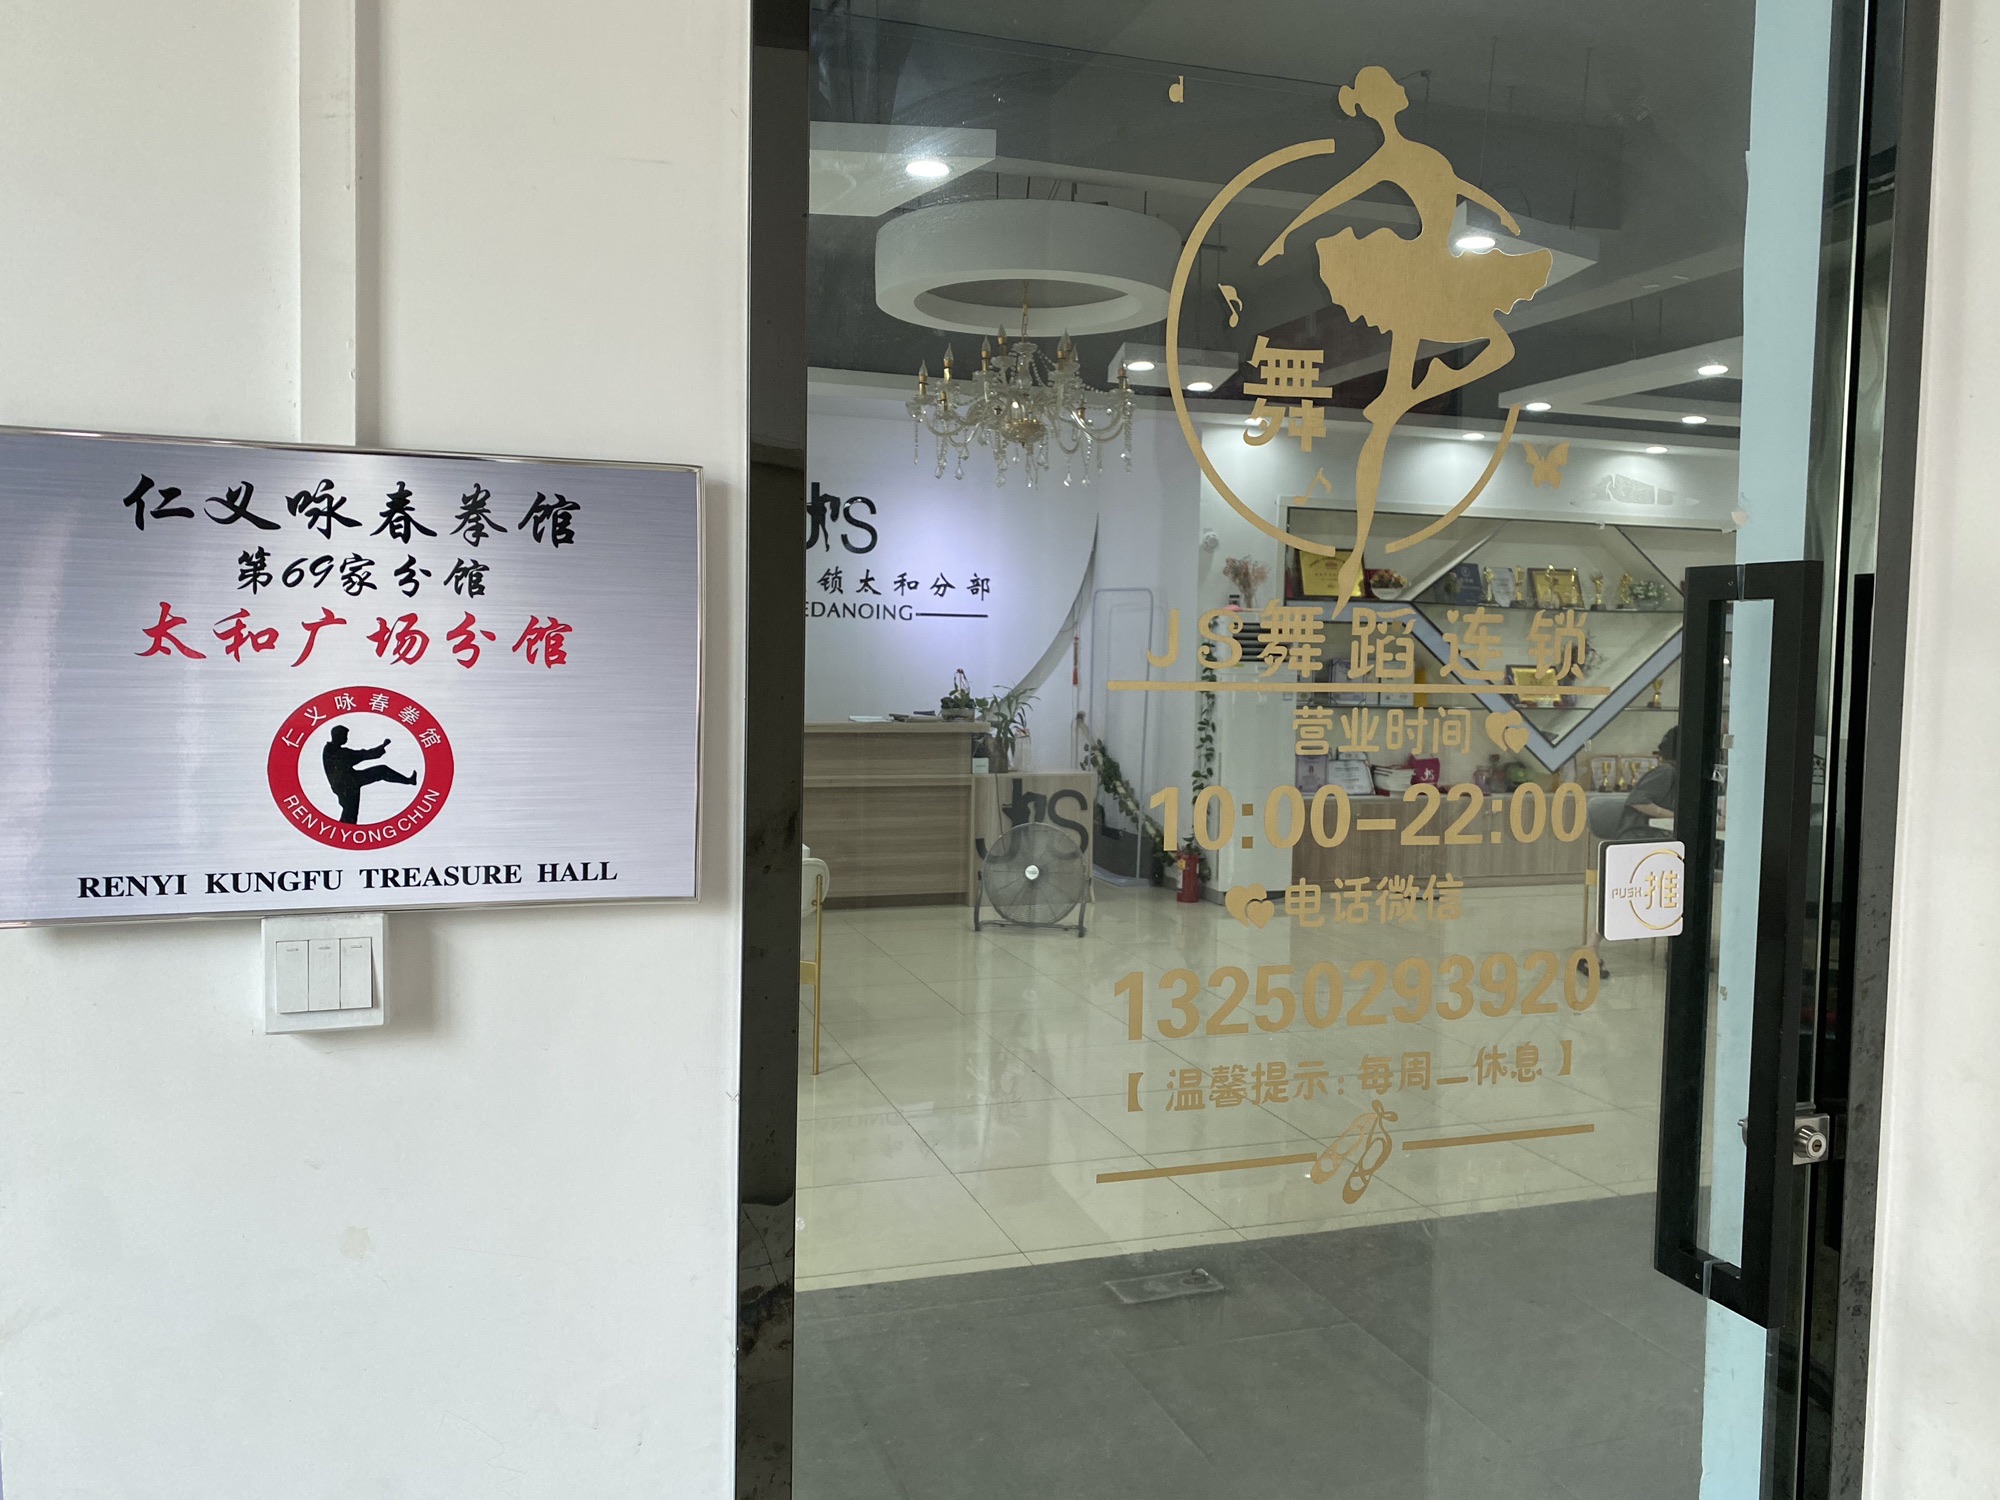 仁义咏春拳馆
第69家分馆
太和广场分馆
仁义咏春拳馆
RENYIYONGCHUN
RENYI KUNGFU TREASURE HALL
舞
JS舞蹈连锁
营业时间
10:00-22:00
电话微信
13250293920
【温馨提示:每周一休息】
PUSH 推
JS
锁太和分部
EDANOING
JS